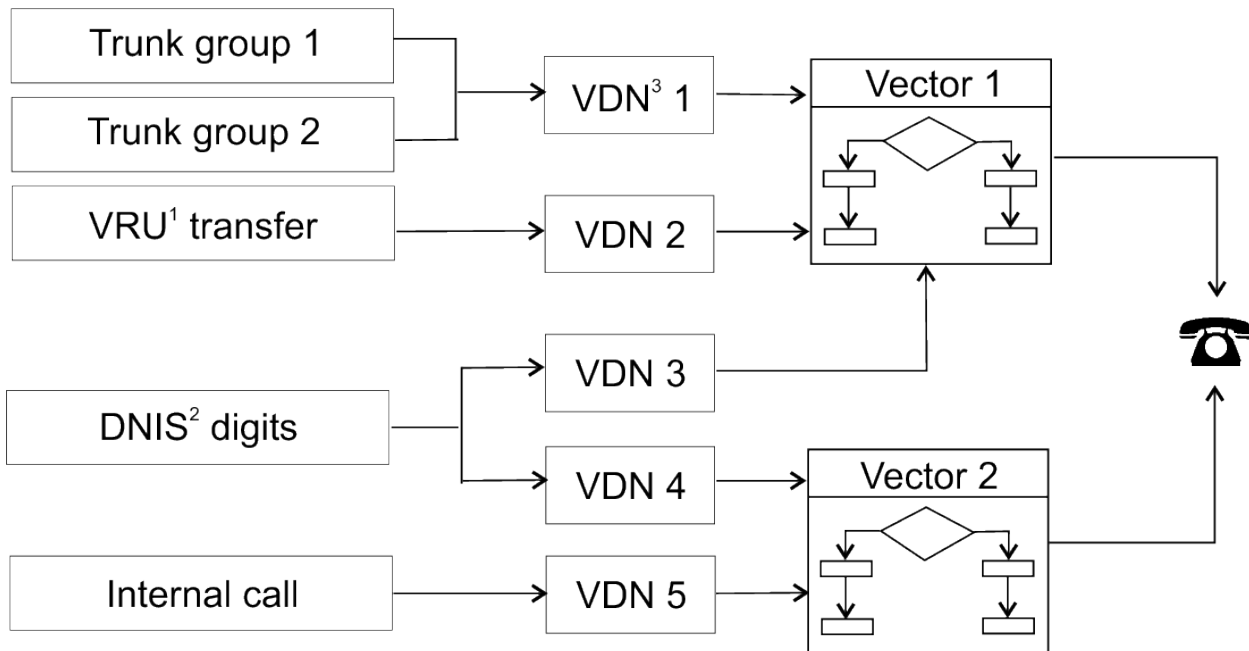 Trunk group 1
Trunk group 2
VRU¹ transfer
DNIS² digits
Internal call
VDN³ 1
VDN 2
VDN 3
VDN 4
VDN 5
Vector 1
Vector 2